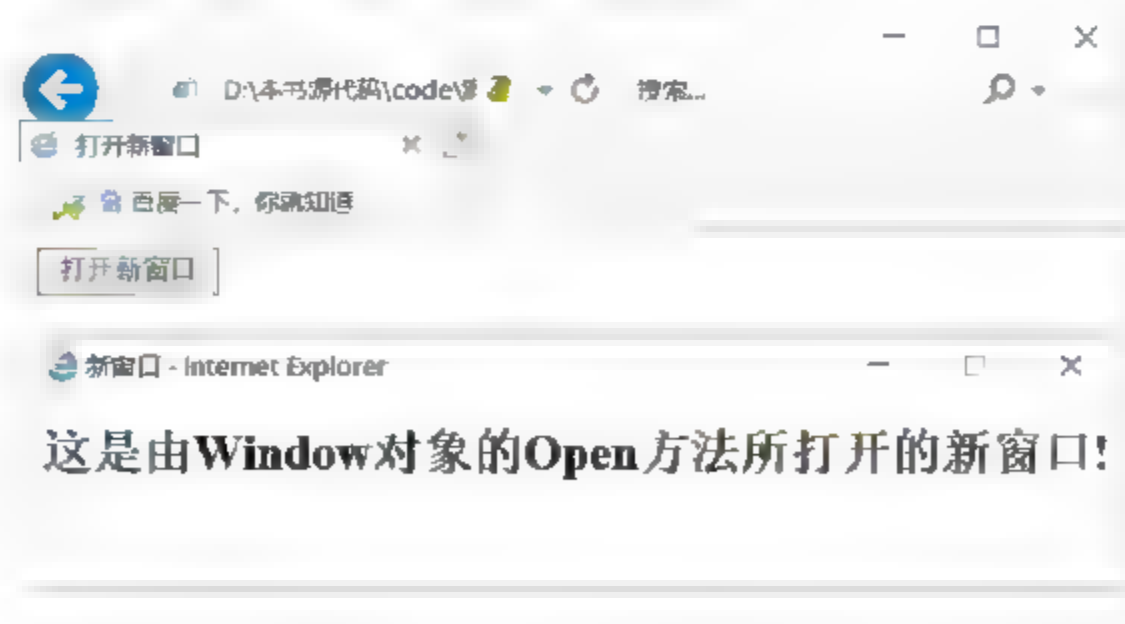 D:\本书源代码\code\ 搜索...
打开新窗口
百度一下，你就知道
打开新窗口
新窗口 - Internet Explorer
这是由Window对象的Open方法所打开的新窗口!